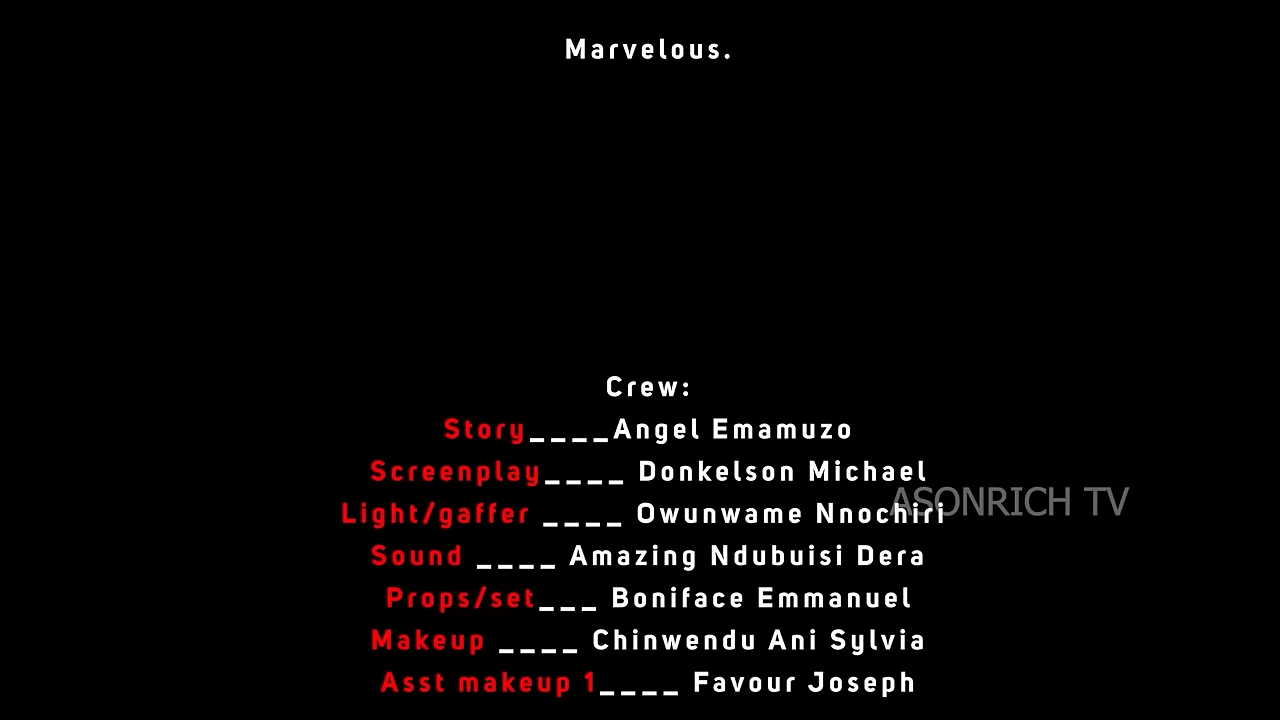 Marvelous.
Crew:
Story____Angel Emamuzo
Screenplay____ Donkelson Michael
ASONRICH TV
Light/gaffer ____ Owunwame Nnochiri
Sound ____ Amazing Ndubuisi Dera
Props/set___ Boniface Emmanuel
Makeup ____ Chinwendu Ani Sylvia
Asst makeup 1____ Favour Joseph